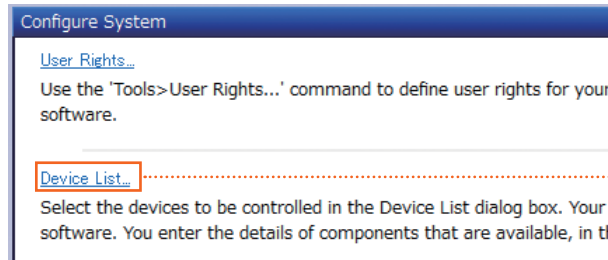 Configure System
User Rights...
Use the 'Tools>User Rights...' command to define user rights for your
software.
Device List...
Select the devices to be controlled in the Device List dialog box. Your
software. You enter the details of components that are available, in